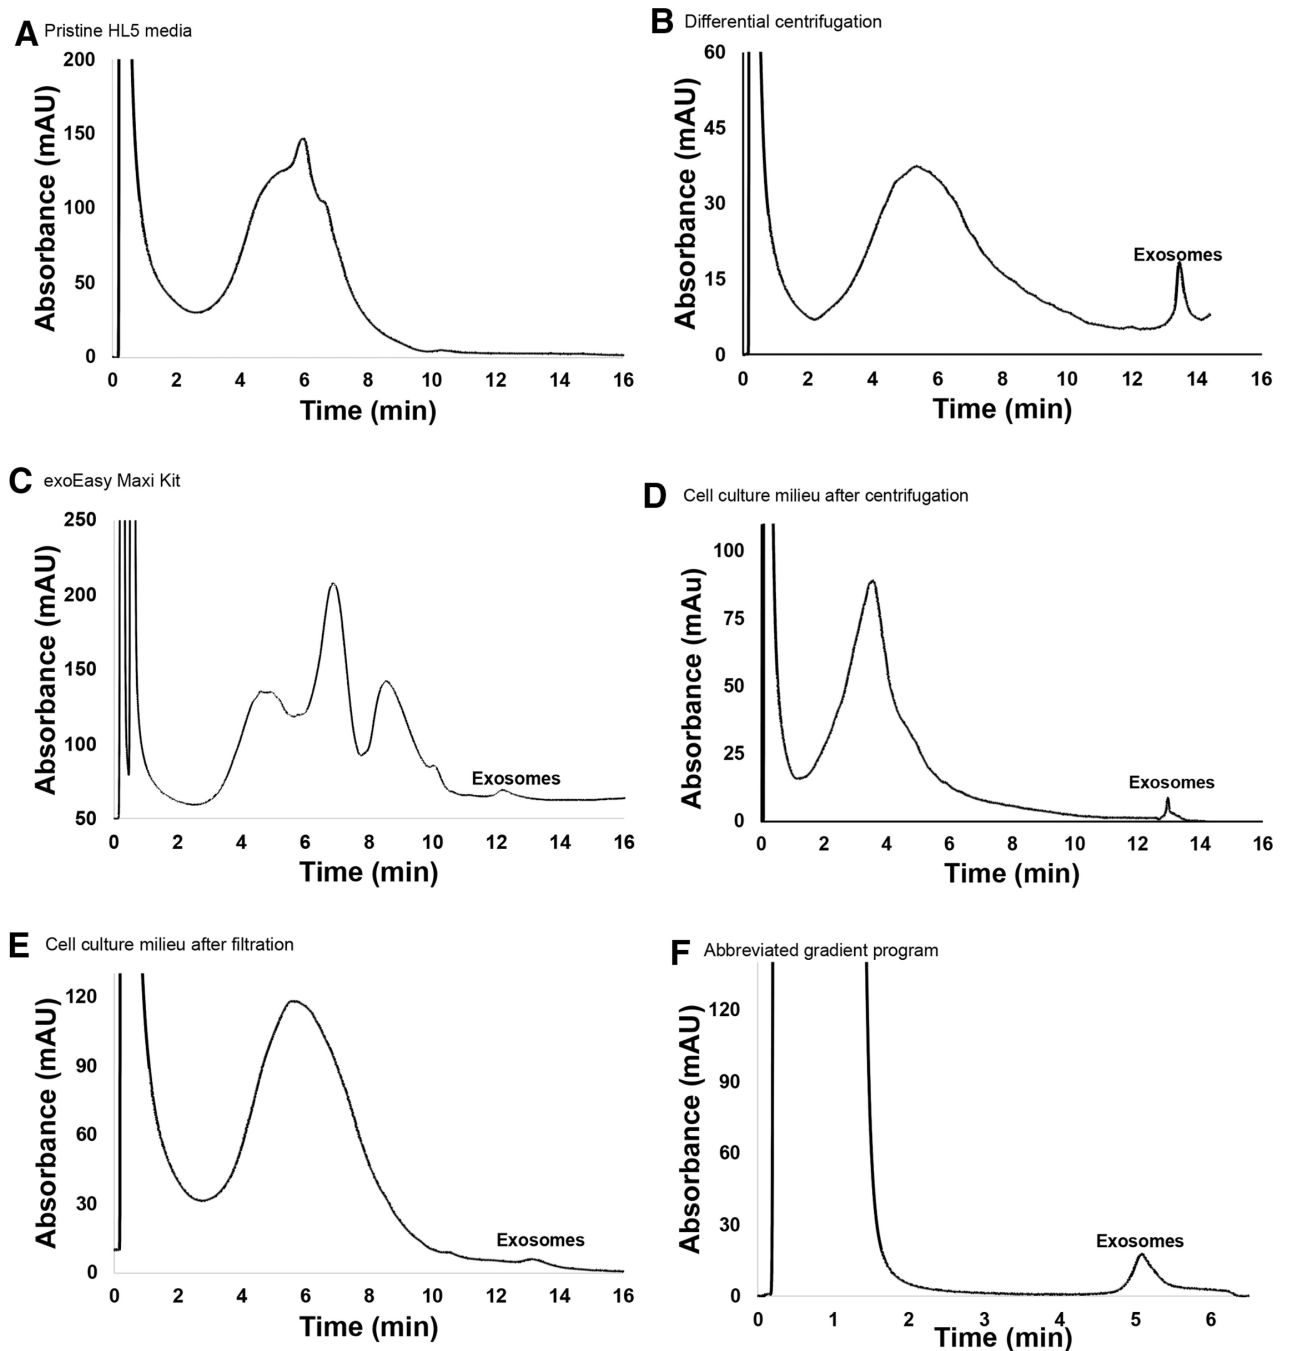 A Pristine HL5 media
Absorbance (mAU)
200
150
100
50
0
0 2 4 6 8 10 12 14 16
Time (min)
B Differential centrifugation
Absorbance (mAU)
60
45
30
15
0
Exosomes
0 2 4 6 8 10 12 14 16
Time (min)
C exoEasy Maxi Kit
Absorbance (mAU)
250
200
150
100
50
Exosomes
0 2 4 6 8 10 12 14 16
Time (min)
D Cell culture milieu after centrifugation
Absorbance (mAu)
100
75
50
25
0
Exosomes
0 2 4 6 8 10 12 14 16
Time (min)
E Cell culture milieu after filtration
Absorbance (mAU)
120
90
60
30
0
Exosomes
0 2 4 6 8 10 12 14 16
Time (min)
F Abbreviated gradient program
Absorbance (mAU)
120
90
60
30
0
Exosomes
0 1 2 3 4 5 6
Time (min)